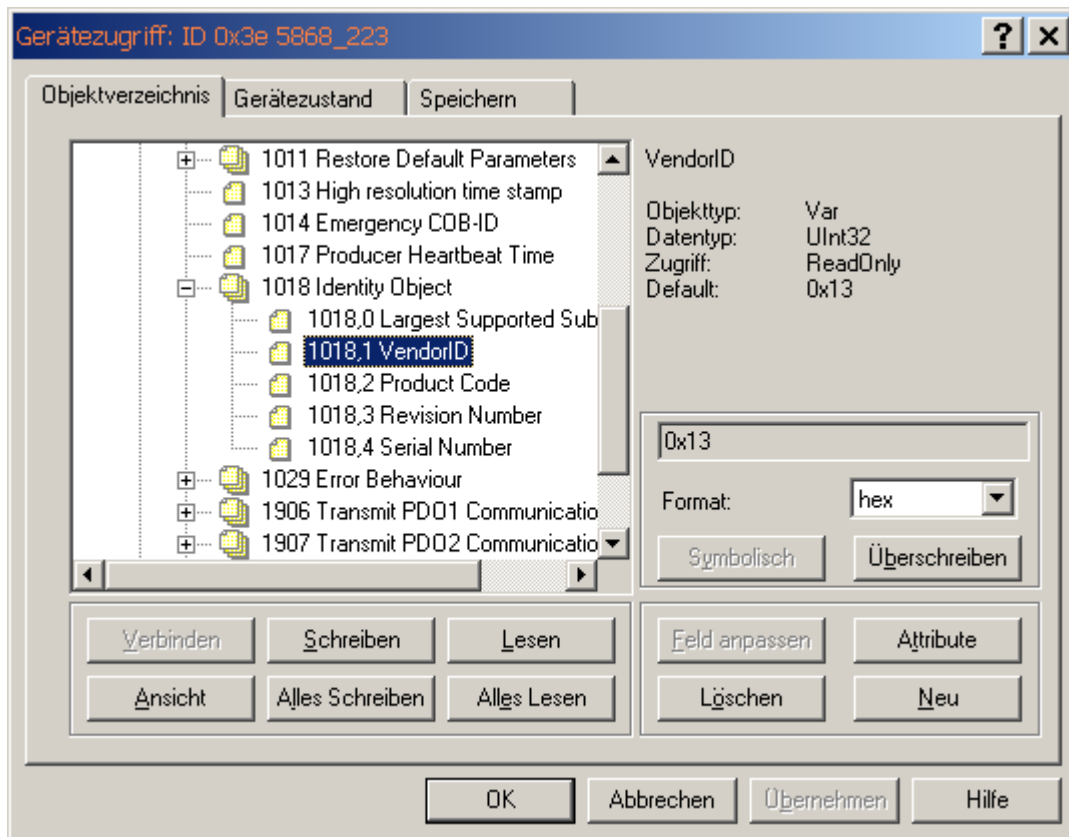 Gerätezugriff: ID 0x3e 5868_223
Objektverzeichnis Gerätezustand Speichern
1011 Restore Default Parameters
1013 High resolution time stamp
1014 Emergency COB-ID
1017 Producer Heartbeat Time
1018 Identity Object
1018,0 Largest Supported Sub
1018,1 VendorID
1018,2 Product Code
1018,3 Revision Number
1018,4 Serial Number
1029 Error Behaviour
1906 Transmit PDO1 Communicatio
1907 Transmit PDO2 Communicatio
VendorID
Objekttyp: Var
Datentyp: UInt32
Zugriff: ReadOnly
Default: 0x13
0x13
Format: hex
Symbolisch Überschreiben
Verbinden Schreiben Lesen
Ansicht Alles Schreiben Alles Lesen
Feld anpassen Attribute
Löschen Neu
OK Abbrechen Übernehmen Hilfe